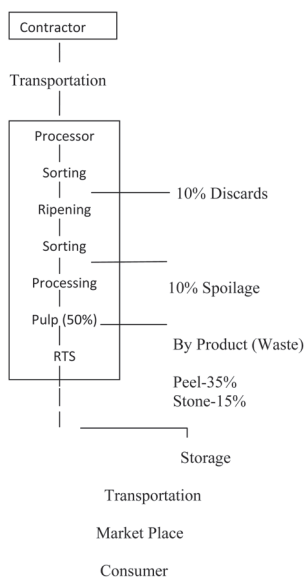 Contractor
Transportation
Processor
Sorting
10% Discards
Ripening
Sorting
Processing
10% Spoilage
Pulp (50%)
By Product (Waste)
RTS
Peel-35%
Stone-15%
Storage
Transportation
Market Place
Consumer